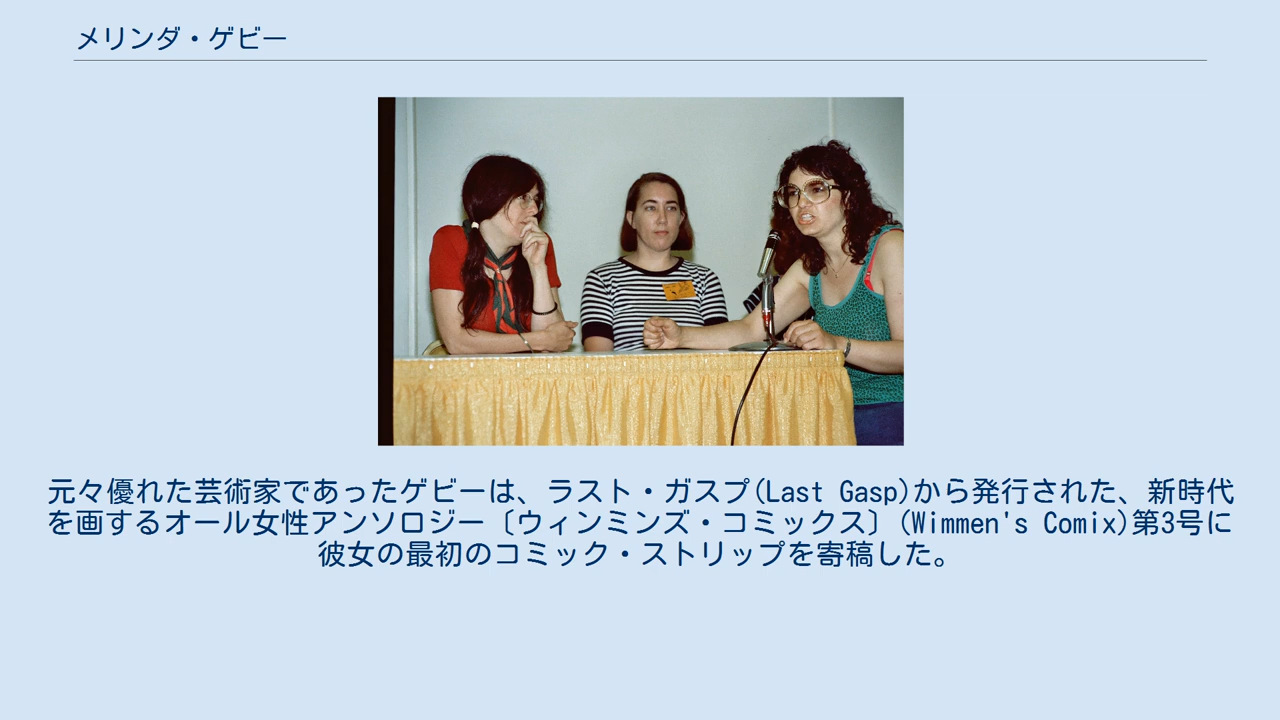 メリンダ・ゲビー
元々優れた芸術家であったゲビーは、ラスト・ガスプ(Last Gasp)から発行された、新時代
を画するオール女性アンソロジー〔ウィンミンズ・コミックス〕(Wimmen's Comix)第3号に
彼女の最初のコミック・ストリップを寄稿した。